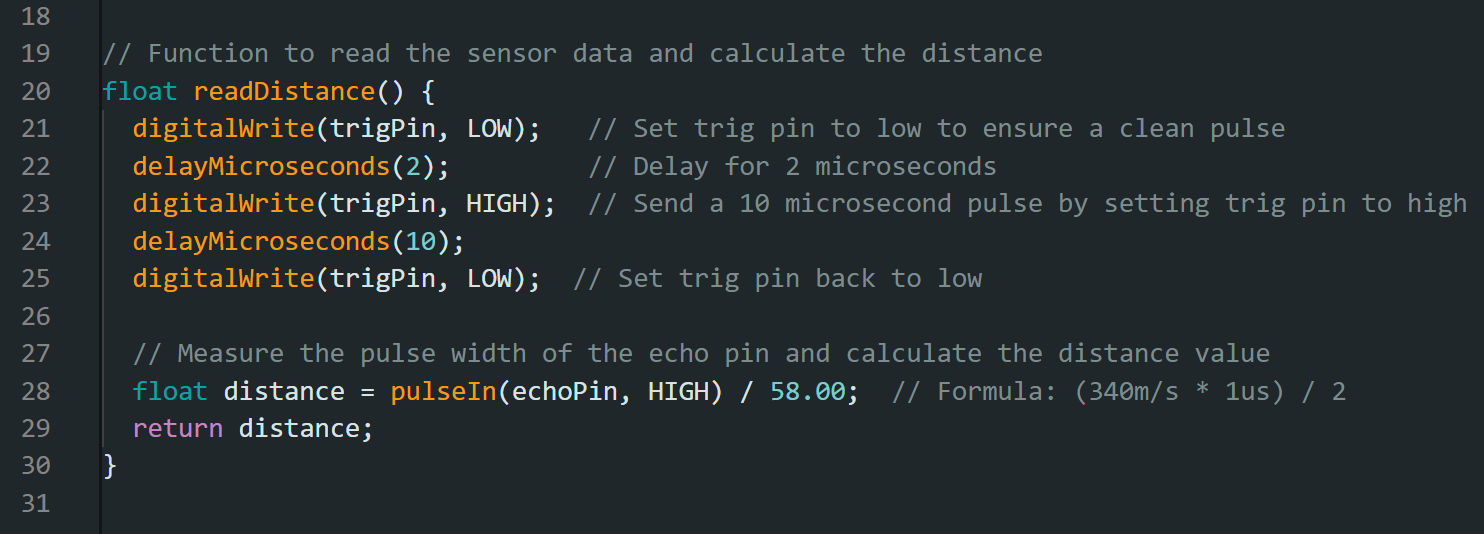 18
19 // Function to read the sensor data and calculate the distance
20 float readDistance() {
21 digitalWrite(trigPin, LOW); // Set trig pin to low to ensure a clean pulse
22 delayMicroseconds(2); // Delay for 2 microseconds
23 digitalWrite(trigPin, HIGH); // Send a 10 microsecond pulse by setting trig pin to high
24 delayMicroseconds(10);
25 digitalWrite(trigPin, LOW); // Set trig pin back to low
26
27 // Measure the pulse width of the echo pin and calculate the distance value
28 float distance = pulseIn(echoPin, HIGH) / 58.00; // Formula: (340m/s * 1us) / 2
29 return distance;
30 }
31